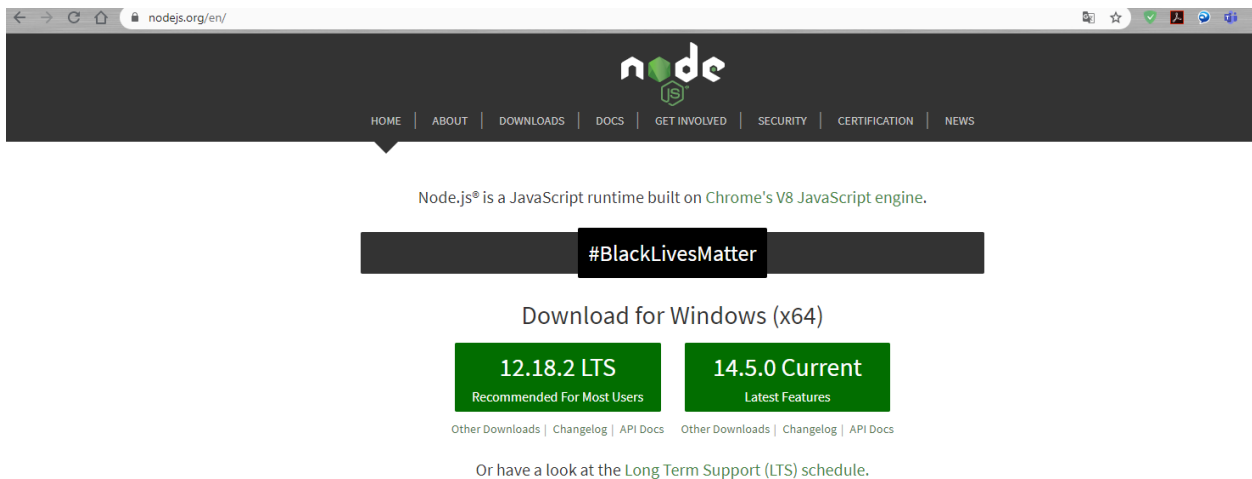 nodejs.org/en/
node
JS
HOME | ABOUT | DOWNLOADS | DOCS | GET INVOLVED | SECURITY | CERTIFICATION | NEWS
Node.js® is a JavaScript runtime built on Chrome's V8 JavaScript engine.
#BlackLivesMatter
Download for Windows (x64)
12.18.2 LTS
Recommended For Most Users
14.5.0 Current
Latest Features
Other Downloads | Changelog | API Docs
Other Downloads | Changelog | API Docs
Or have a look at the Long Term Support (LTS) schedule.